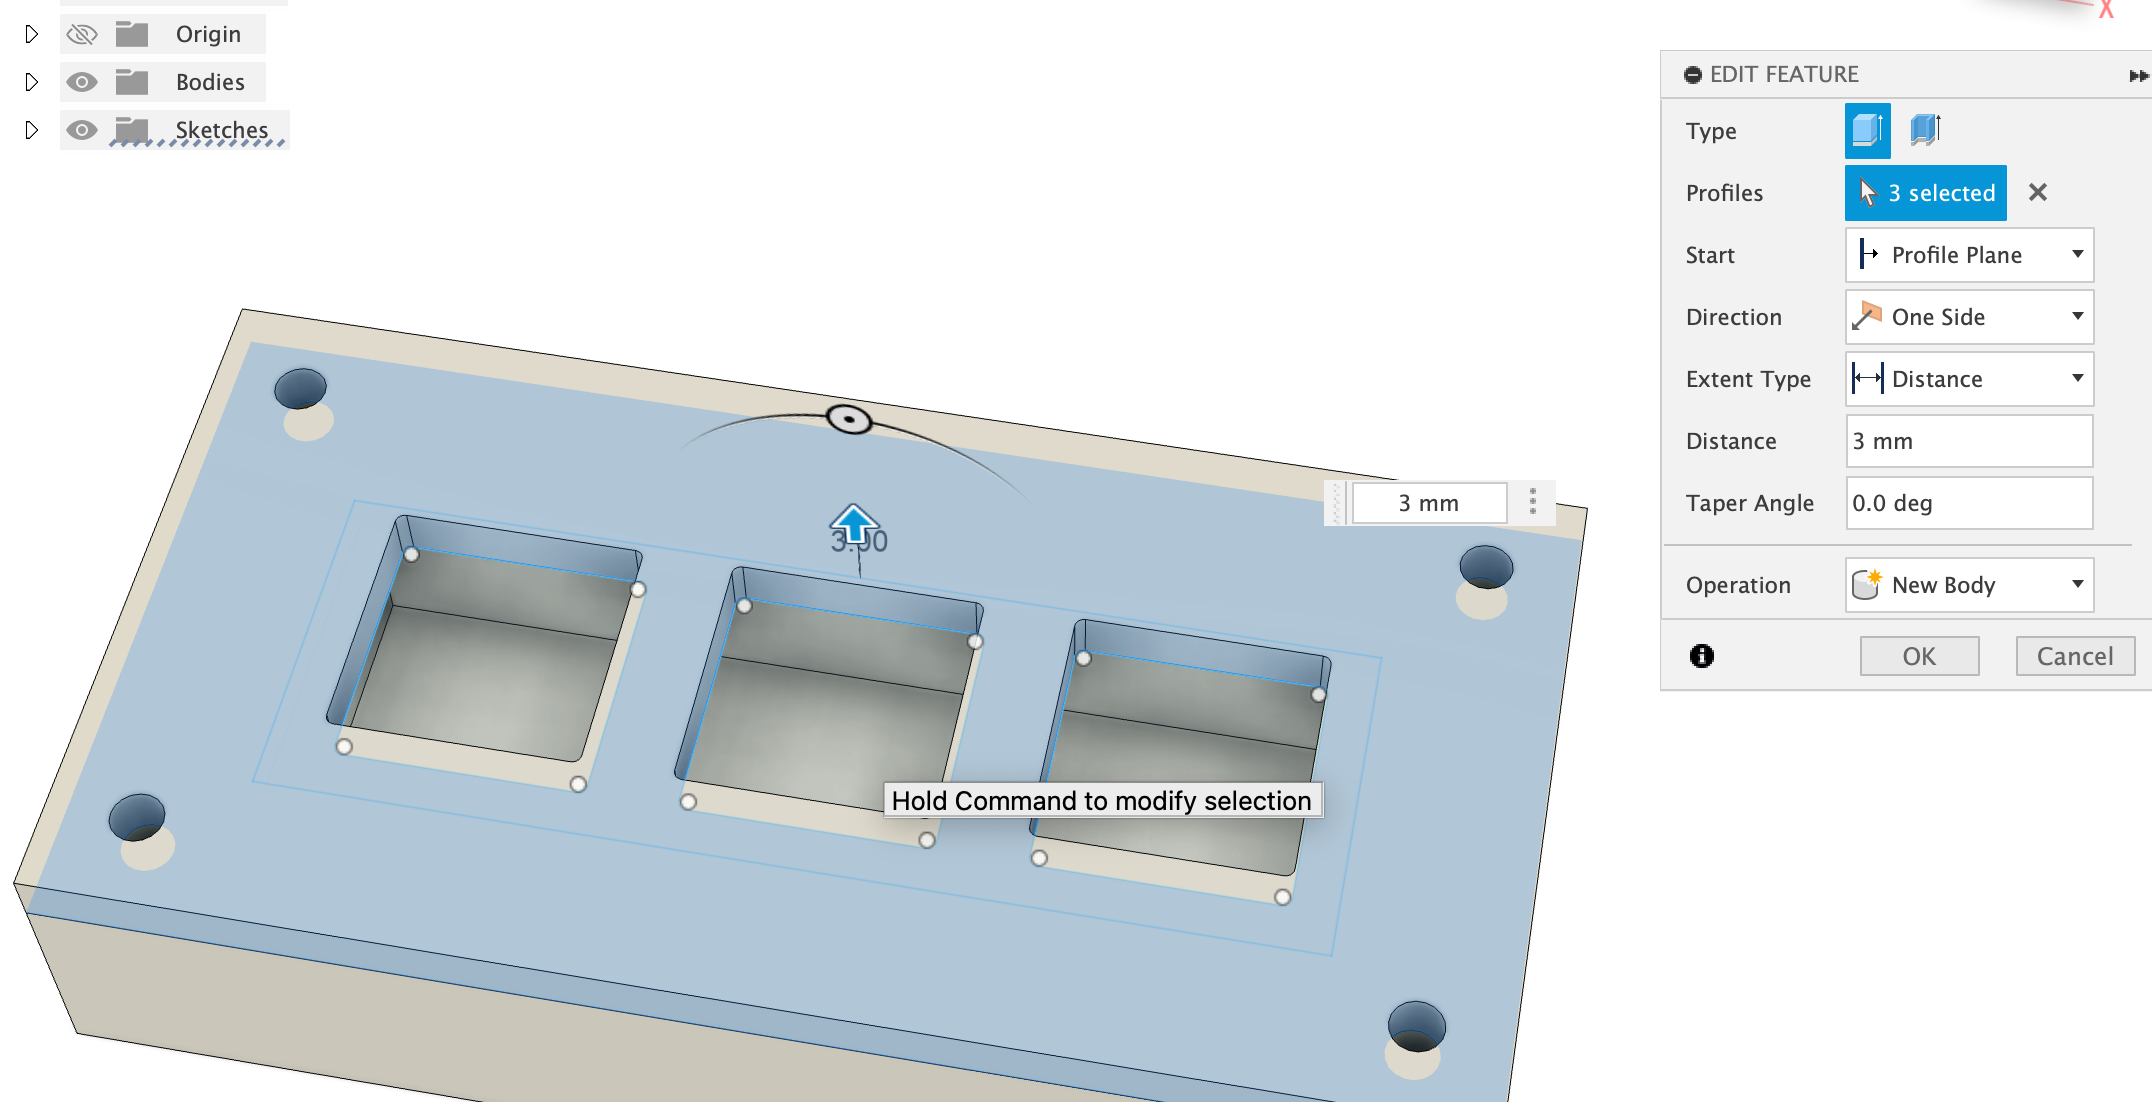 X
Origin
Bodies
Sketches
EDIT FEATURE
Type
Profiles
3 selected
Start
Profile Plane
Direction
One Side
Extent Type
Distance
Distance
3 mm
Taper Angle
0.0 deg
Operation
New Body
OK
Cancel
3 mm
3.00
Hold Command to modify selection